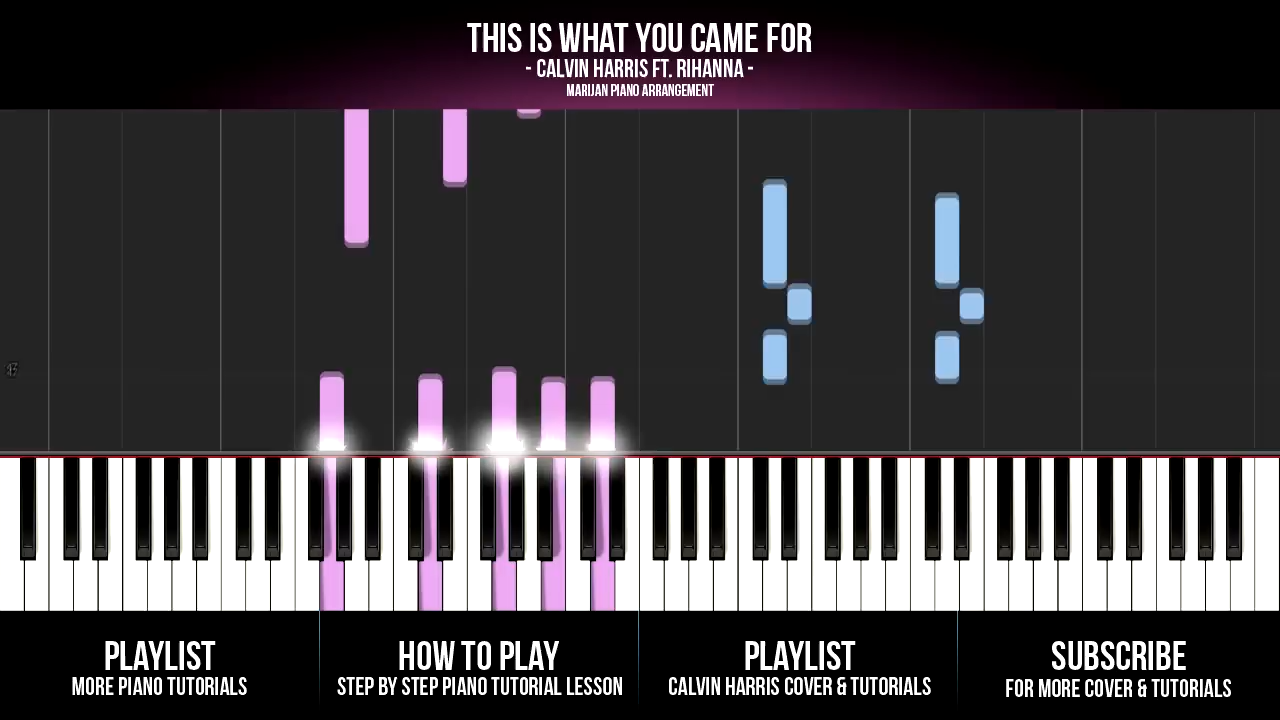 THIS IS WHAT YOU CAME FOR
- CALVIN HARRIS FT. RIHANNA -
MARIJAN PIANO ARRANGEMENT
PLAYLIST
MORE PIANO TUTORIALS
HOW TO PLAY
STEP BY STEP PIANO TUTORIAL LESSON
PLAYLIST
CALVIN HARRIS COVER & TUTORIALS
SUBSCRIBE
FOR MORE COVER & TUTORIALS